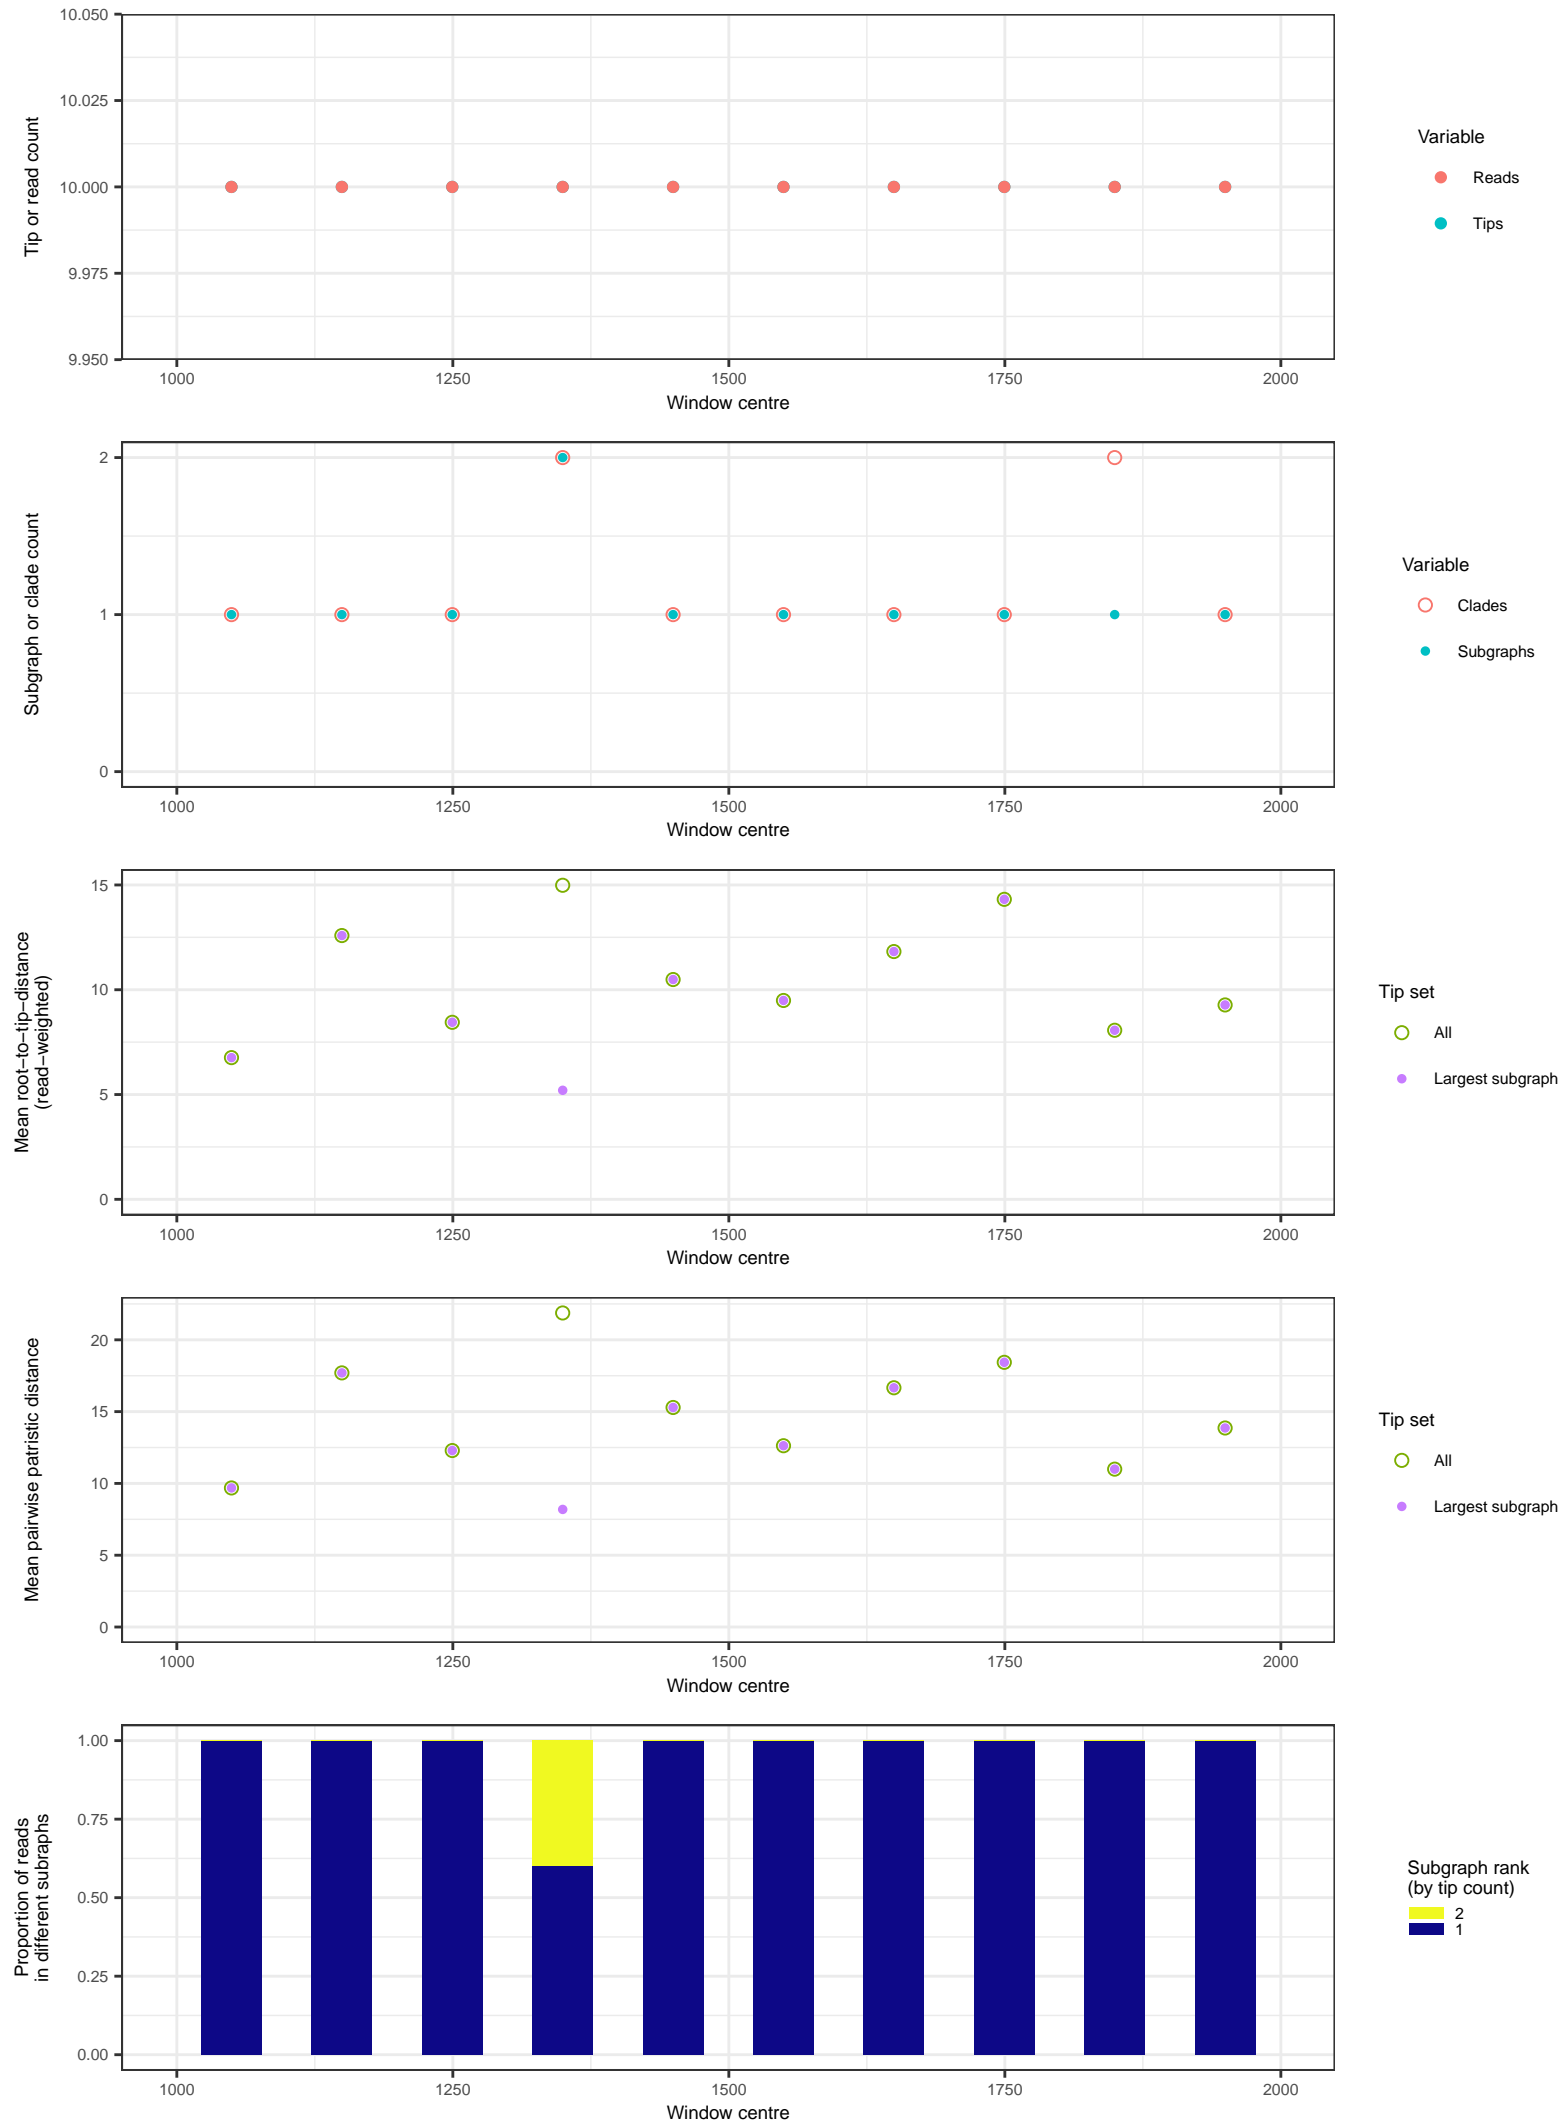 10.050
10.025
10.000
9.975
9.950
Tip or read count
1000 1250 1500 1750 2000
Window centre
Variable
Reads
Tips
2
1
0
Subgraph or clade count
1000 1250 1500 1750 2000
Window centre
Variable
Clades
Subgraphs
15
10
5
0
Mean root−to−tip−distance
(read−weighted)
1000 1250 1500 1750 2000
Window centre
Tip set
All
Largest subgraph
20
15
10
5
0
Mean pairwise patristic distance
1000 1250 1500 1750 2000
Window centre
Tip set
All
Largest subgraph
1.00
0.75
0.50
0.25
0.00
Proportion of reads
in different subraphs
1000 1250 1500 1750 2000
Window centre
Subgraph rank
(by tip count)
2
1